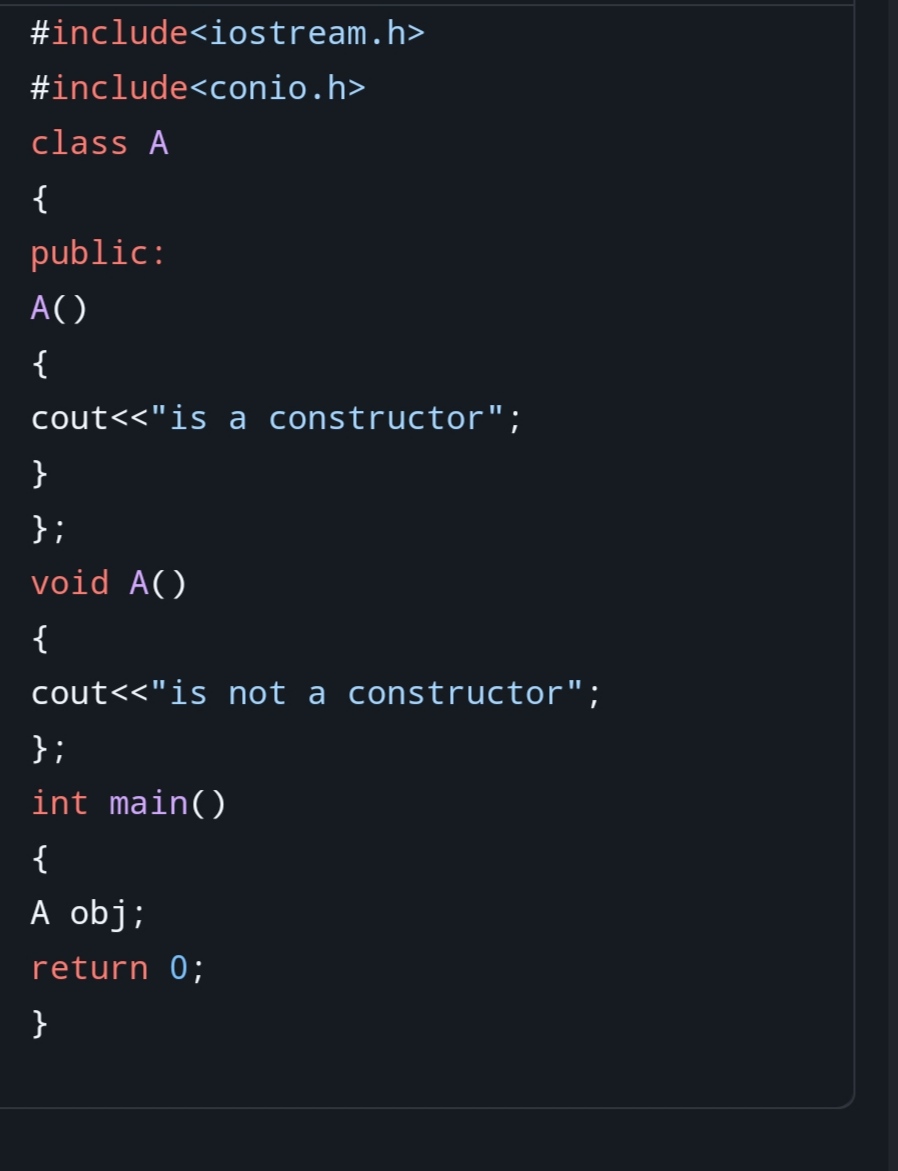 #include<iostream.h>
#include<conio.h>
class A
{
public:
A()
{
cout<<"is a constructor";
}
};
void A()
{
cout<<"is not a constructor";
};
int main()
{
A obj;
return 0;
}